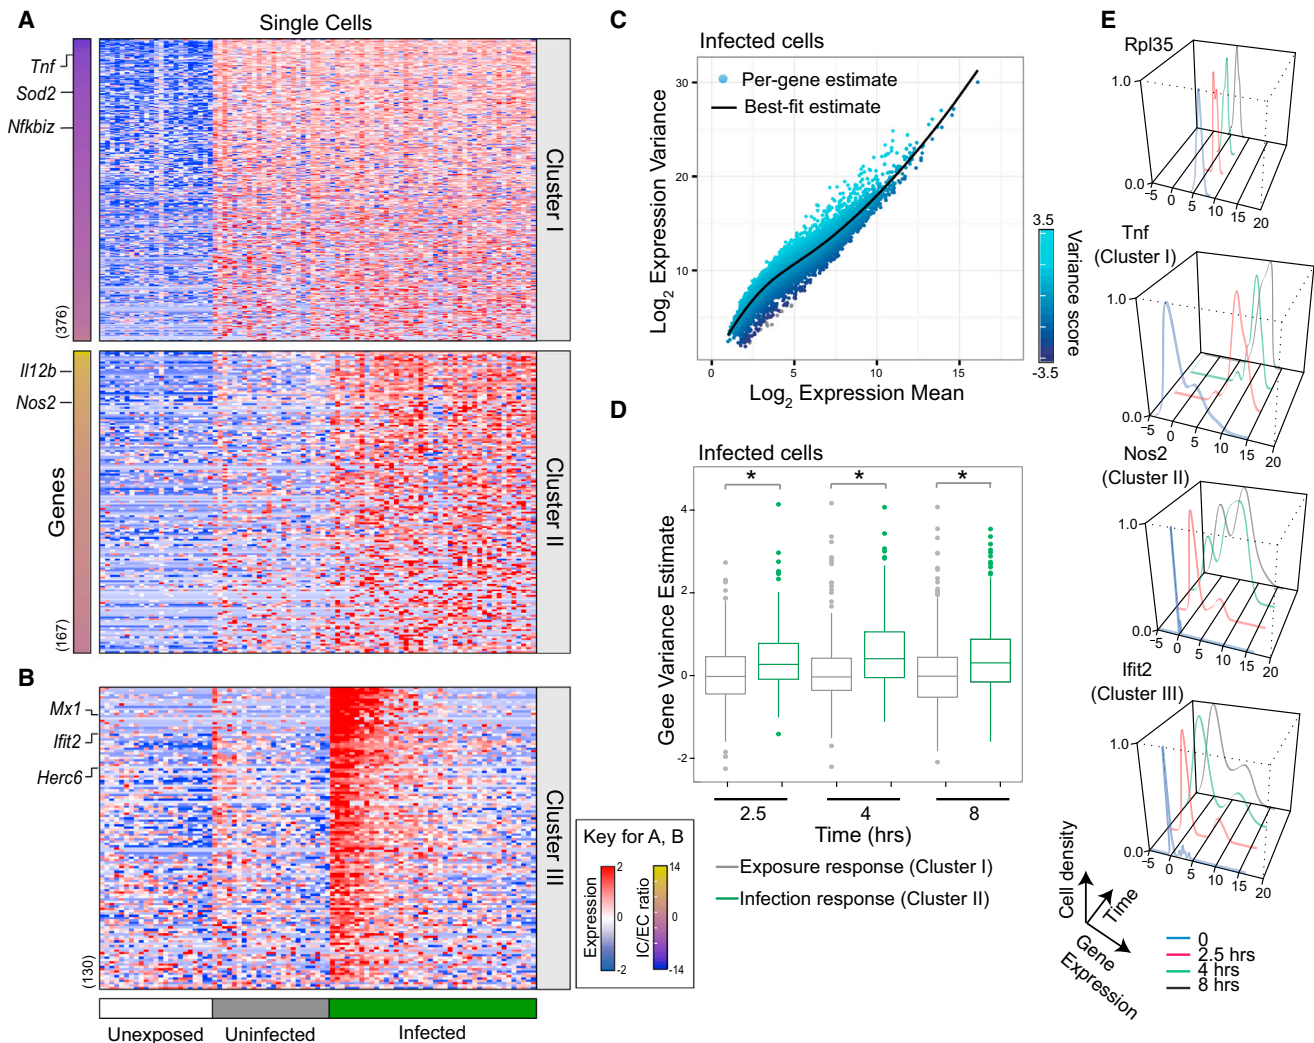 A
Single Cells
Tnf
Sod2
Nfkbiz
(376)
Cluster I
Il12b
Nos2
Genes
(167)
Cluster II
B
Mx1
Ifit2
Herc6
(130)
Cluster III
Unexposed
Uninfected
Infected
Key for A, B
Expression
2
0
-2
IC/EC ratio
14
0
-14
C
Infected cells
Per-gene estimate
Best-fit estimate
Log2 Expression Variance
30
20
10
0
5
10
15
Log2 Expression Mean
3.5
Variance score
-3.5
D
Infected cells
*
*
*
Gene Variance Estimate
4
2
0
-2
2.5
4
8
Time (hrs)
Exposure response (Cluster I)
Infection response (Cluster II)
E
Rpl35
1.0
0.0
-5
0
5
10
15
20
Tnf
(Cluster I)
1.0
0.0
-5
0
5
10
15
20
Nos2
(Cluster II)
1.0
0.0
-5
0
5
10
15
20
Ifit2
(Cluster III)
1.0
0.0
-5
0
5
10
15
20
Cell density
Time
Gene
Expression
0
2.5 hrs
4 hrs
8 hrs